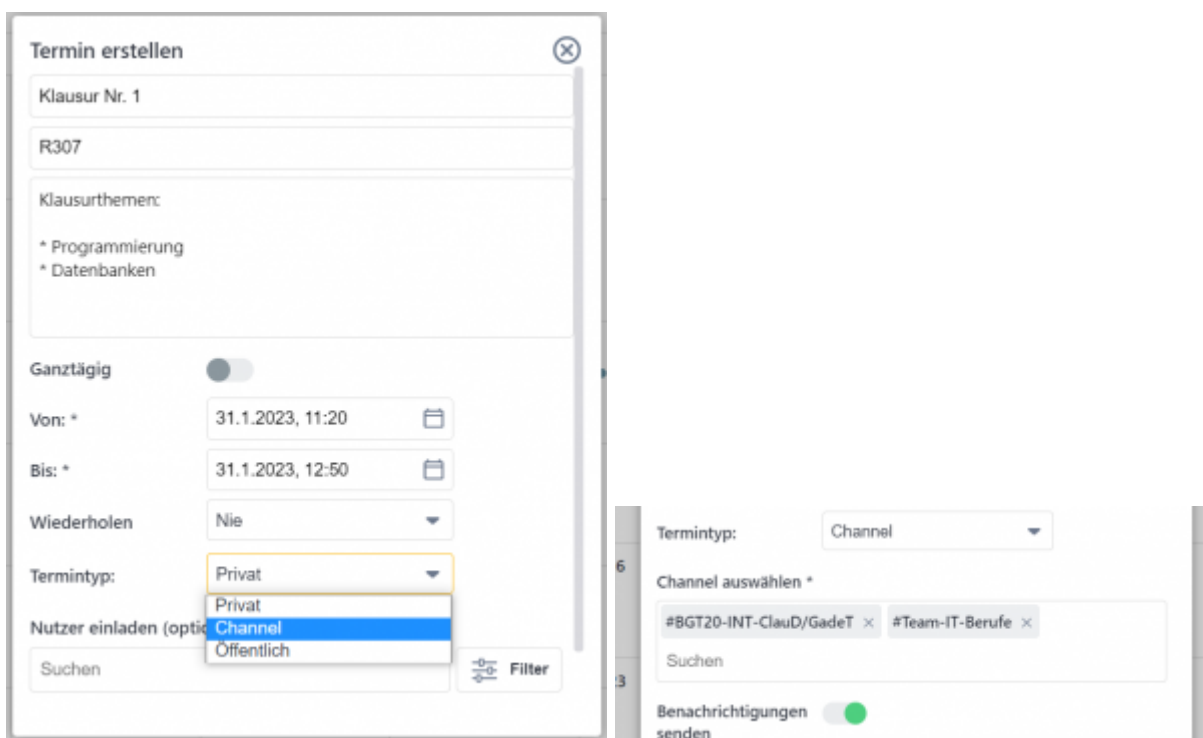 Termin erstellen
Klausur Nr. 1
R307
Klausurthemen:
* Programmierung
* Datenbanken
Ganztägig
Von: *
31.1.2023, 11:20
Bis: *
31.1.2023, 12:50
Wiederholen
Nie
Termintyp:
Privat
Privat
Channel
Öffentlich
Nutzer einladen (optio
Suchen
Filter
Termintyp:
Channel
6
Channel auswählen *
#BGT20-INT-ClauD/GadeT × #Team-IT-Berufe ×
Suchen
23
Benachrichtigungen
senden